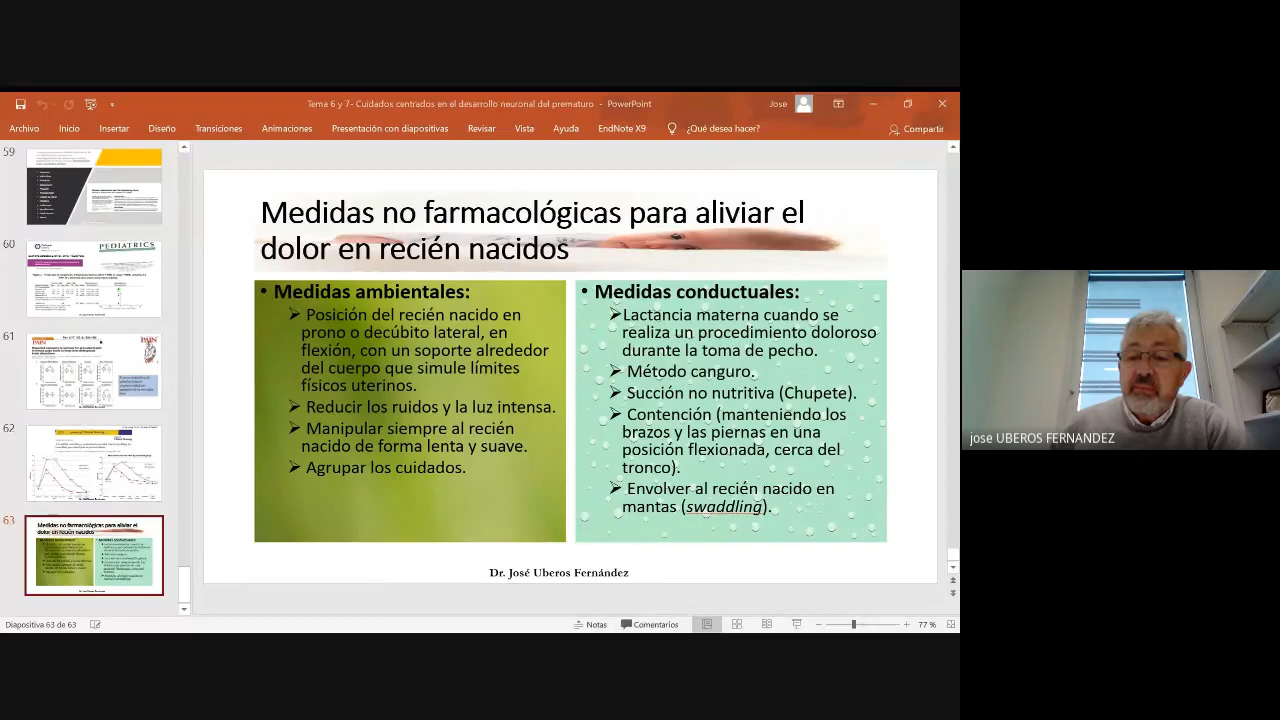 Tema 6 y 7- Cuidados centrados en el desarrollo neuronal del prematuro - PowerPoint
Jose
Archivo Inicio Insertar Diseño Transiciones Animaciones Presentación con diapositivas Revisar Vista Ayuda EndNote X9 ¿Qué desea hacer? Compartir
59
60
PEDIATRICS
61
PAIN
62
63
Medidas no farmacológicas para aliviar el
dolor en recién nacidos
• Medidas ambientales:
➢ Posición del recién nacido en
prono o decúbito lateral, en
flexión, con un soporte alrededor
del cuerpo que simule límites
físicos uterinos.
➢ Reducir los ruidos y la luz intensa.
➢ Manipular siempre al recién
nacido de forma lenta y suave.
➢ Agrupar los cuidados.
• Medidas conductuales:
➢Lactancia materna cuando se
realiza un procedimiento doloroso
durante la toma de pecho.
➢ Método canguro.
➢ Succión no nutritiva (Chupete).
➢ Contención (manteniendo los
brazos y las piernas en una
posición flexionada, cerca del
tronco).
➢ Envolver al recién nacido en
mantas (swaddling).
Dr. José Uberos Fernández
Diapositiva 63 de 63
Notas Comentarios 77 %
jose UBEROS FERNANDEZ